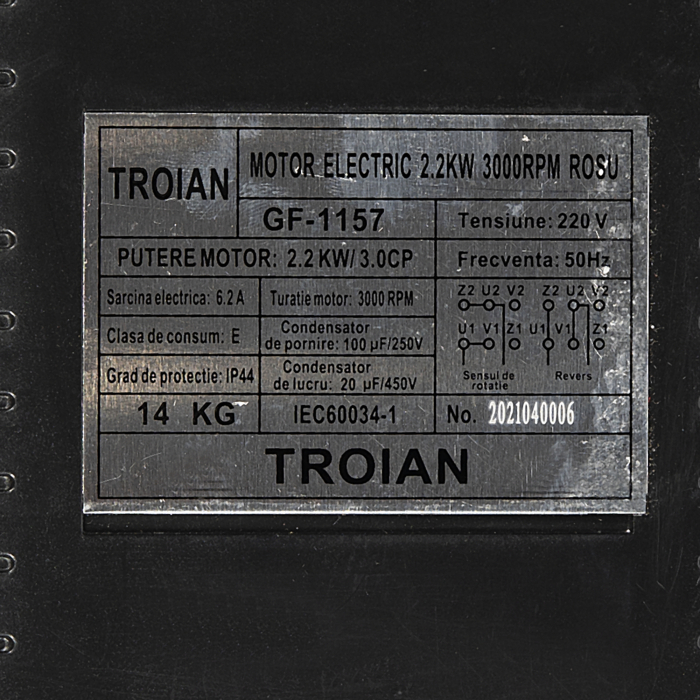 TROIAN
MOTOR ELECTRIC 2.2KW 3000RPM ROSU
GF-1157
Tensiune: 220 V
PUTERE MOTOR: 2.2 KW/ 3.0CP
Frecventa: 50Hz
Sarcina electrica: 6.2 A
Turatie motor: 3000 RPM
Z2 U2 V2 Z2 U2 V2
Clasa de consum: E
Condensator
de pornire: 100 µF/250V
U1 V1 Z1 U1 V1 Z1
Grad de protectie: IP44
Condensator
de lucru: 20 µF/450V
Sensul de
rotatie
Revers
14 KG
IEC60034-1
No. 2021040006
TROIAN